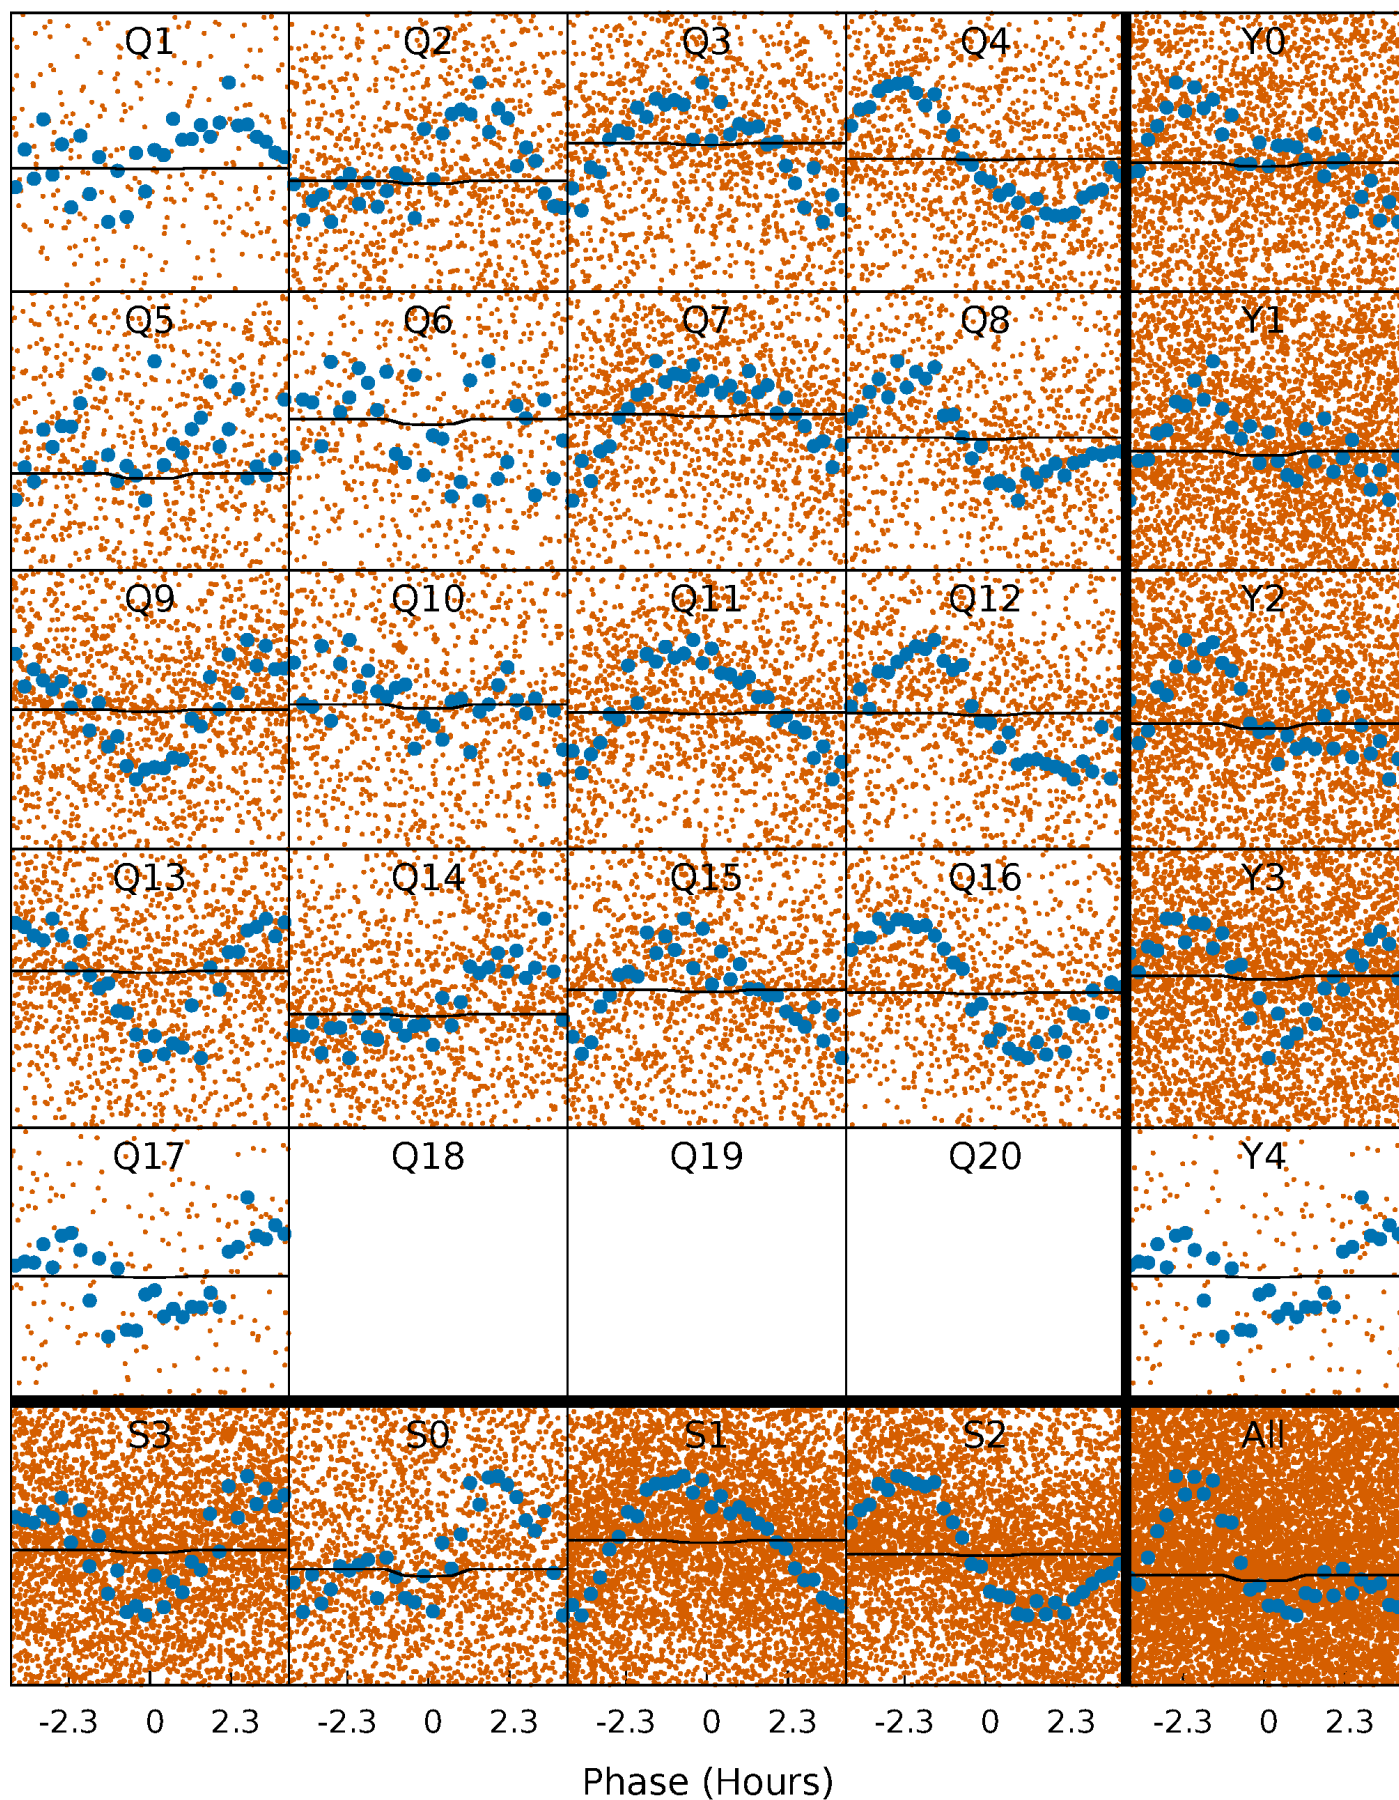 Q1 Q2 Q3 Q4 Y0
Q5 Q6 Q7 Q8 Y1
Q9 Q10 Q11 Q12 Y2
Q13 Q14 Q15 Q16 Y3
Q17 Q18 Q19 Q20 Y4
S3 S0 S1 S2 All
-2.3 0 2.3 -2.3 0 2.3 -2.3 0 2.3 -2.3 0 2.3 -2.3 0 2.3
Phase (Hours)